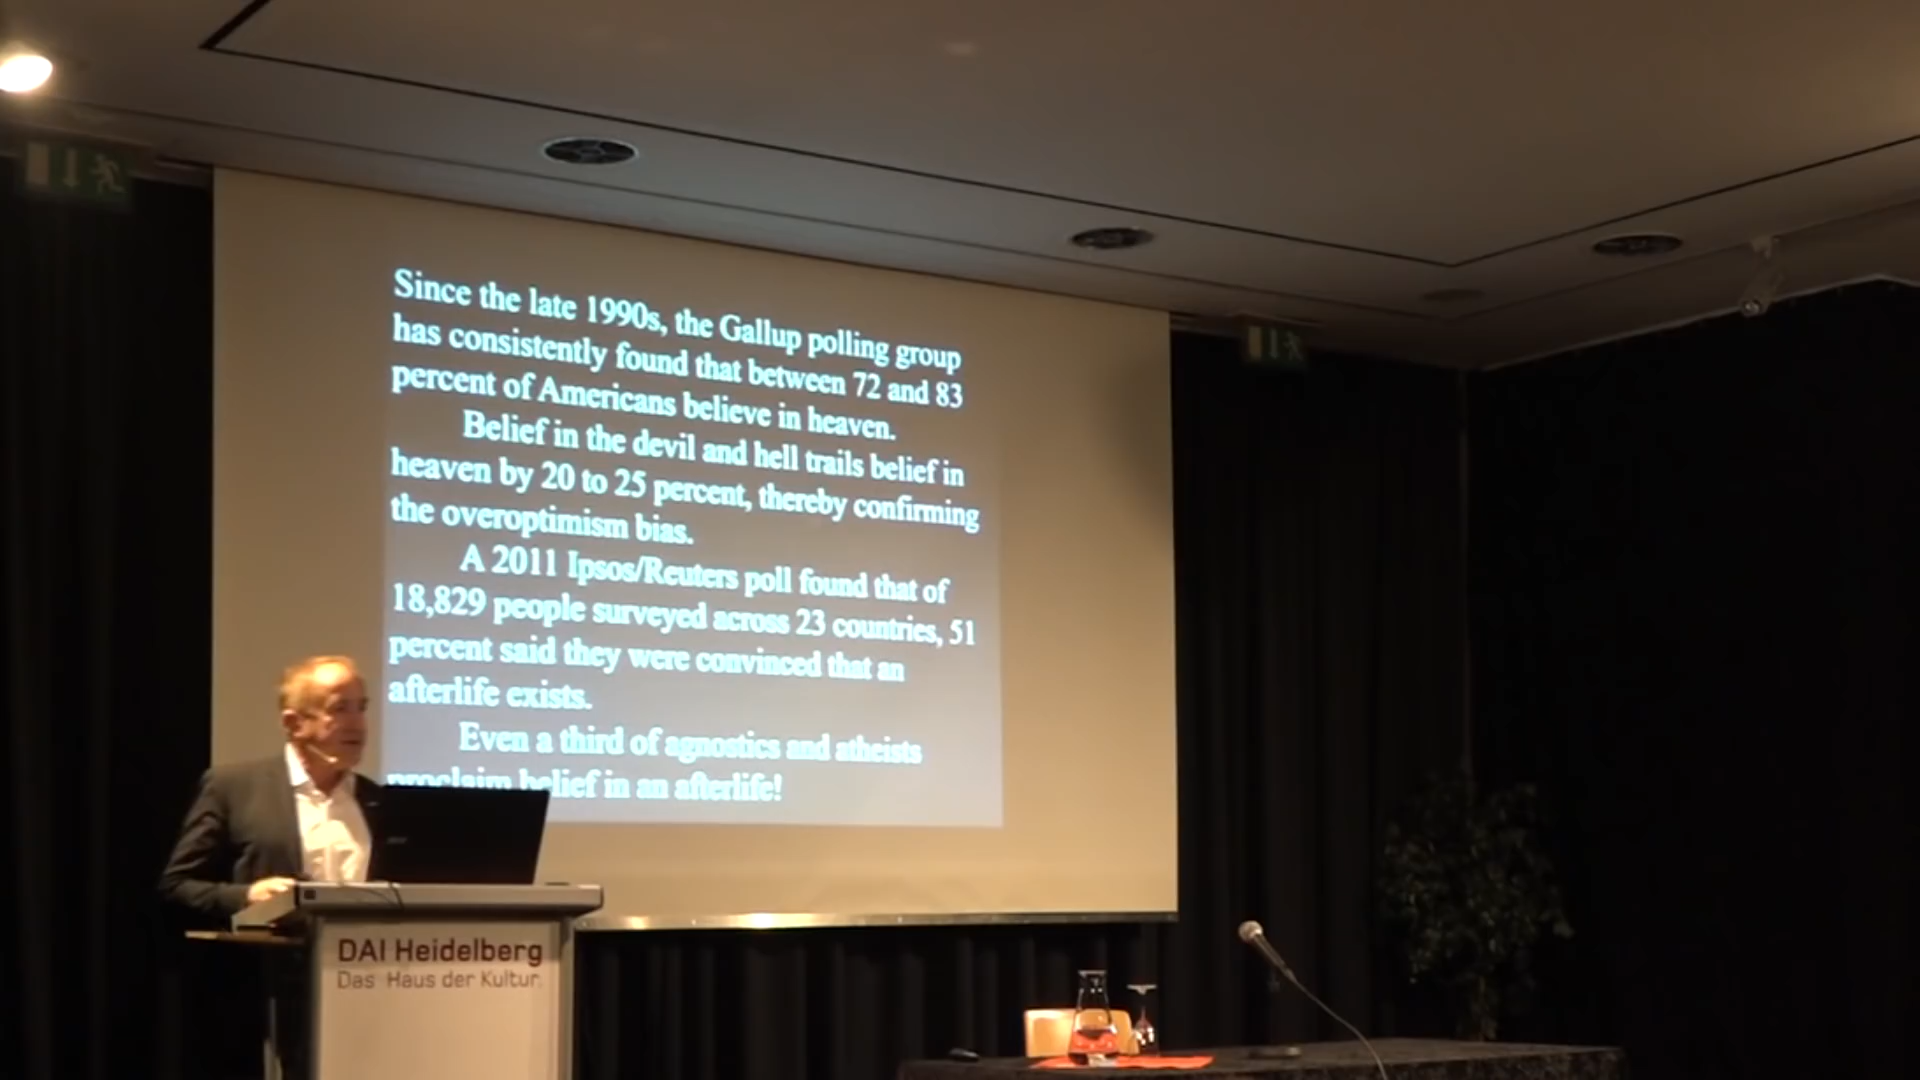 Since the late 1990s, the Gallup polling group
has consistently found that between 72 and 83
percent of Americans believe in heaven.
Belief in the devil and hell trails belief in
heaven by 20 to 25 percent, thereby confirming
the overoptimism bias.
A 2011 Ipsos/Reuters poll found that of
18,829 people surveyed across 23 countries, 51
percent said they were convinced that an
afterlife exists.
Even a third of agnostics and atheists
proclaim belief in an afterlife!
DAI Heidelberg
Das Haus der Kultur.